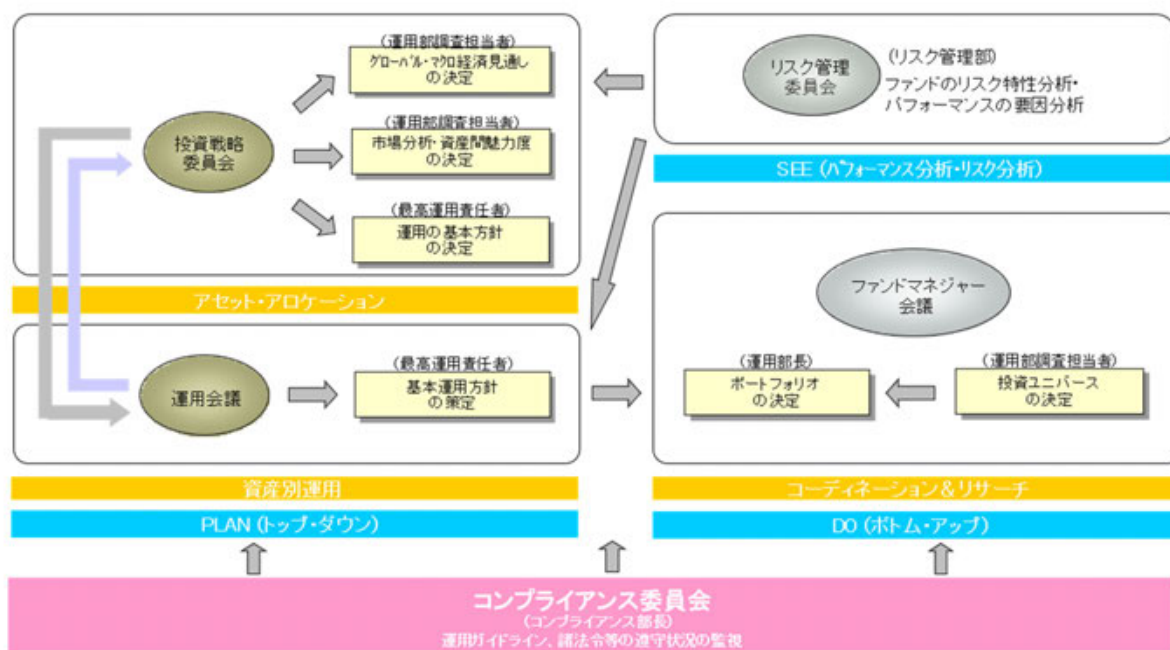 (運用部調査担当者)
グローバル・マクロ経済見通し
の決定
投資戦略
委員会
(運用部調査担当者)
市場分析・資産間魅力度
の決定
(最高運用責任者)
運用の基本方針
の決定
アセット・アロケーション
リスク管理
委員会
(リスク管理部)
ファンドのリスク特性分析・
パフォーマンスの要因分析
SEE (パフォーマンス分析・リスク分析)
運用会議
(最高運用責任者)
基本運用方針
の策定
資産別運用
PLAN (トップ・ダウン)
ファンドマネジャー
会議
(運用部長)
ポートフォリオ
の決定
(運用部調査担当者)
投資ユニバース
の決定
コーディネーション&リサーチ
DO (ボトム・アップ)
コンプライアンス委員会
(コンプライアンス部長)
運用ガイドライン、諸法令等の遵守状況の監視